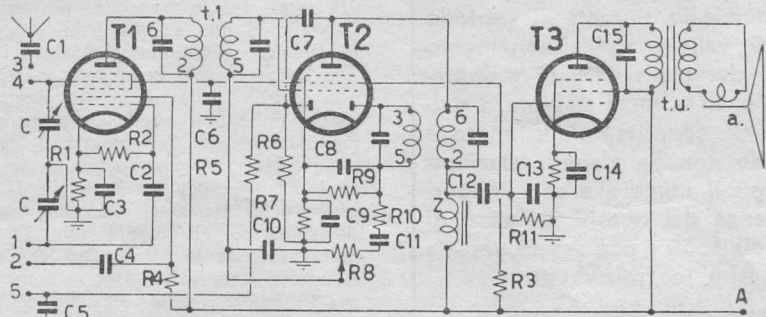 C1
3
4
C
C
1
2
5
C5
C4
R1
R2
C2
C3
R4
T1
6
2
t.1
5
C6
R5
C7
T2
R6
R7
C8
R9
C9
R10
C11
R8
C10
3
5
6
2
Z
C12
R3
T3
C13
C14
R11
C15
t.u.
a.
A